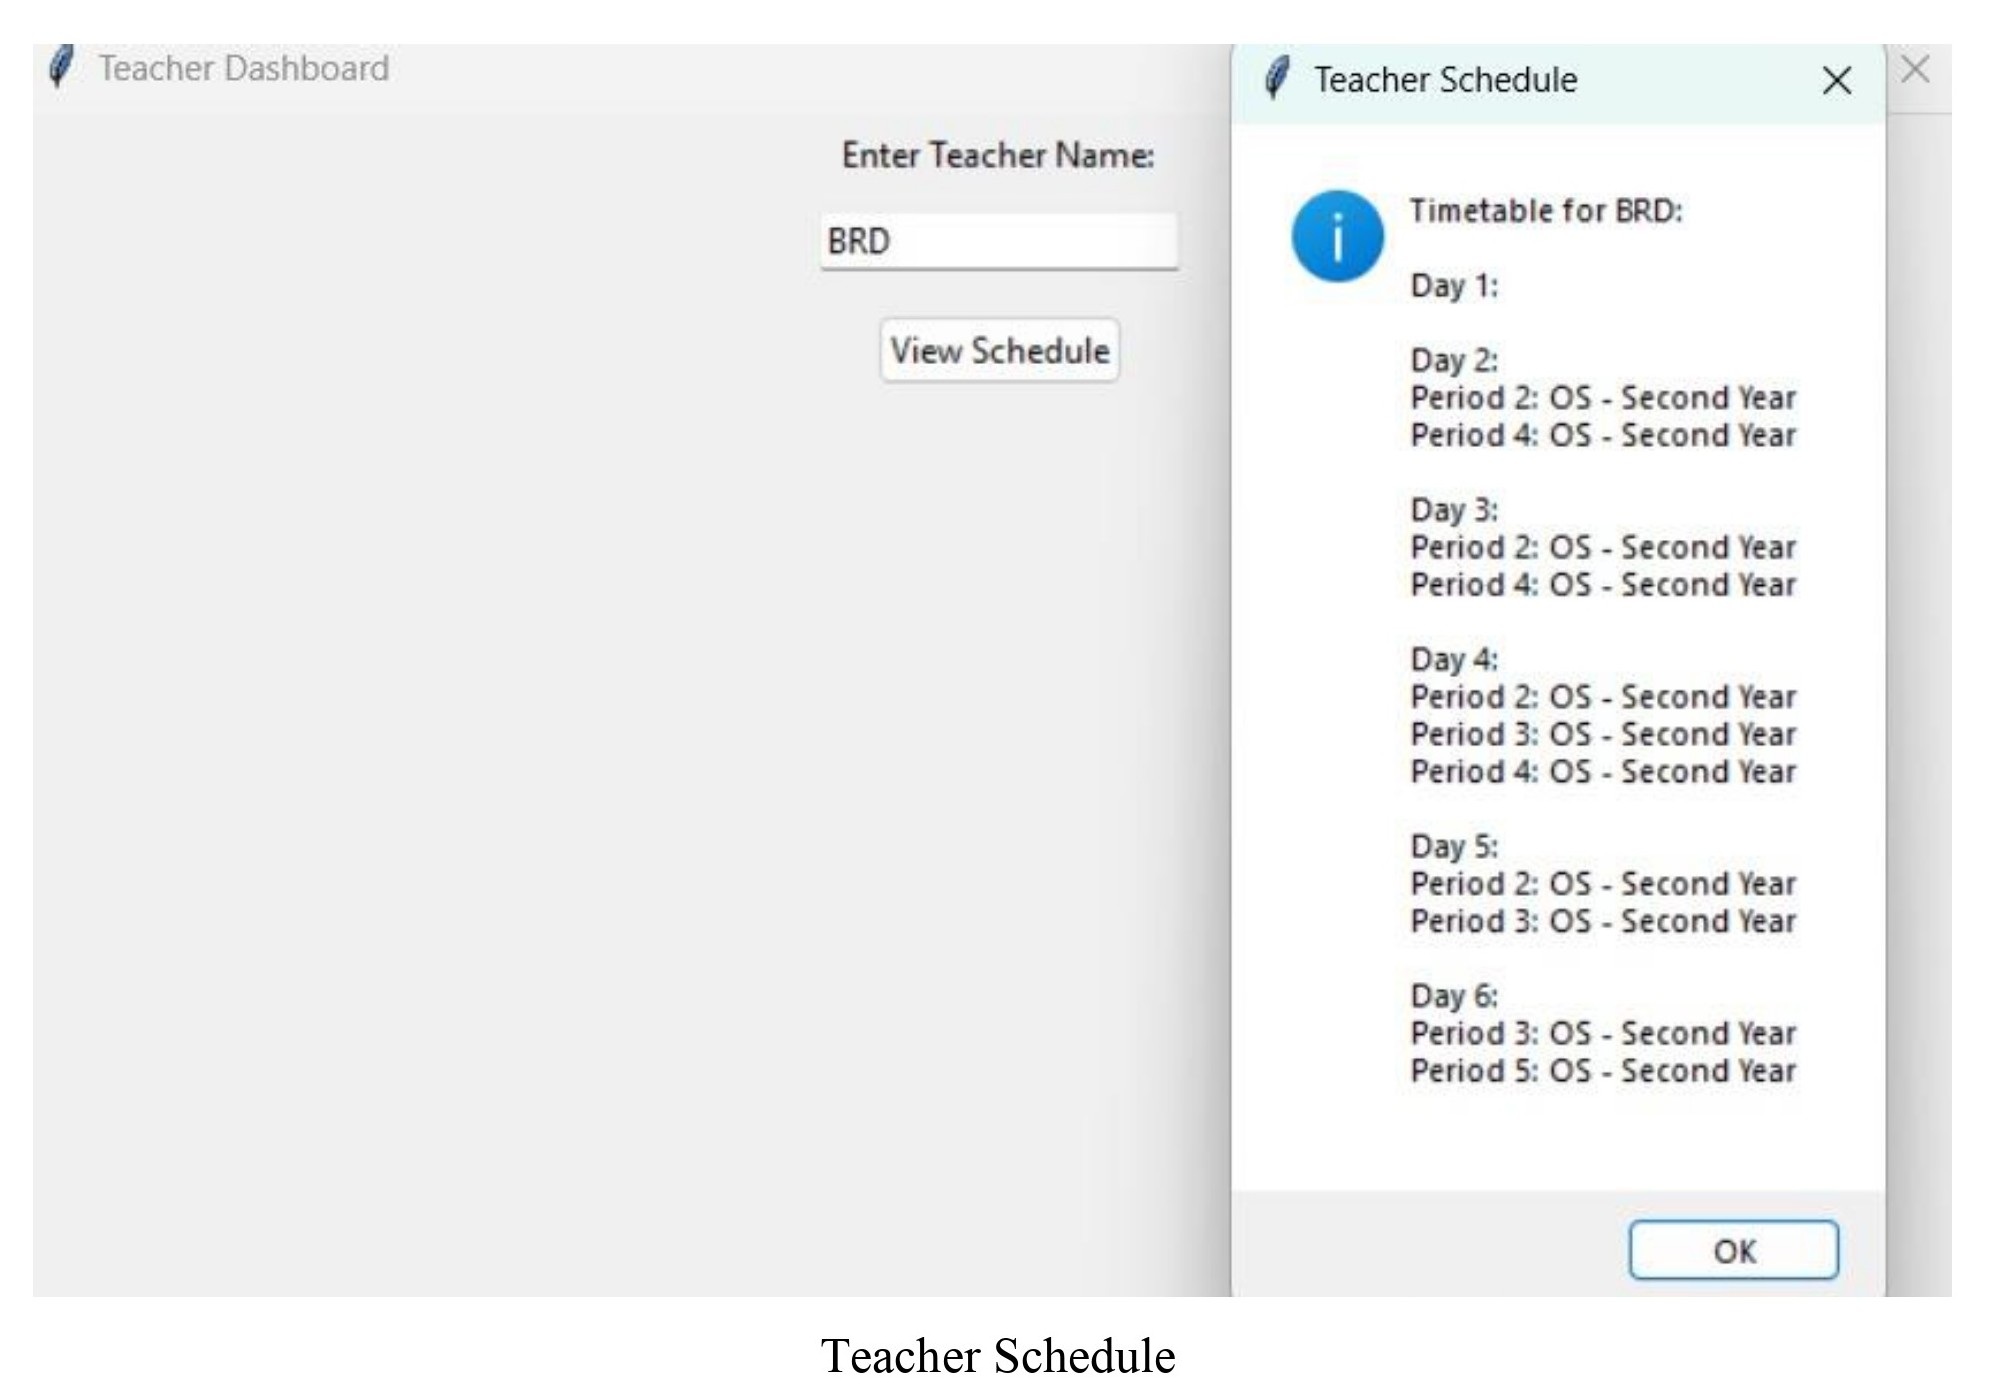 Teacher Dashboard
Enter Teacher Name:
BRD
View Schedule
Teacher Schedule
Timetable for BRD:
Day 1:
Day 2:
Period 2: OS - Second Year
Period 4: OS - Second Year
Day 3:
Period 2: OS - Second Year
Period 4: OS - Second Year
Day 4:
Period 2: OS - Second Year
Period 3: OS - Second Year
Period 4: OS - Second Year
Day 5:
Period 2: OS - Second Year
Period 3: OS - Second Year
Day 6:
Period 3: OS - Second Year
Period 5: OS - Second Year
OK
Teacher Schedule